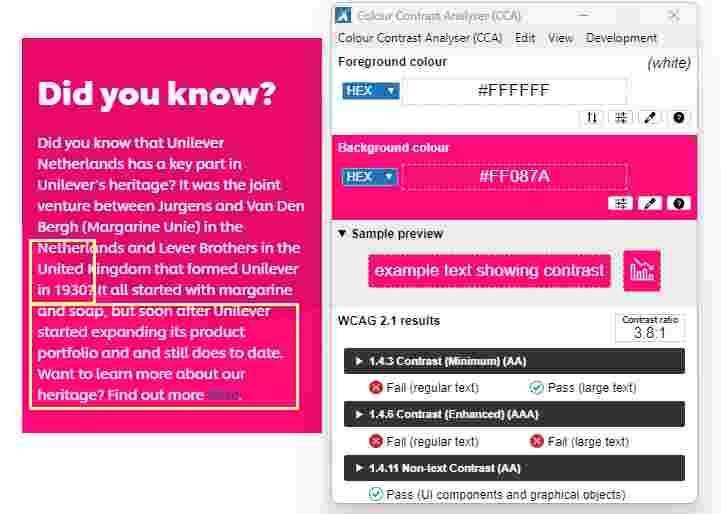 Did you know?
Did you know that Unilever
Netherlands has a key part in
Unilever's heritage? It was the joint
venture between Jurgens and Van Den
Bergh (Margarine Unie) in the
Netherlands and Lever Brothers in the
United Kingdom that formed Unilever
in 1930? It all started with margarine
and soap, but soon after Unilever
started expanding its product
portfolio and and still does to date.
Want to learn more about our
heritage? Find out more
Colour Contrast Analyser (CCA)
Colour Contrast Analyser (CCA) Edit View Development
Foreground colour (white)
HEX #FFFFFF
Background colour
HEX #FF087A
Sample preview
example text showing contrast
WCAG 2.1 results
Contrast ratio
3.8:1
1.4.3 Contrast (Minimum) (AA)
Fail (regular text) Pass (large text)
1.4.6 Contrast (Enhanced) (AAA)
Fail (regular text) Fail (large text)
1.4.11 Non-text Contrast (AA)
Pass (UI components and graphical objects)